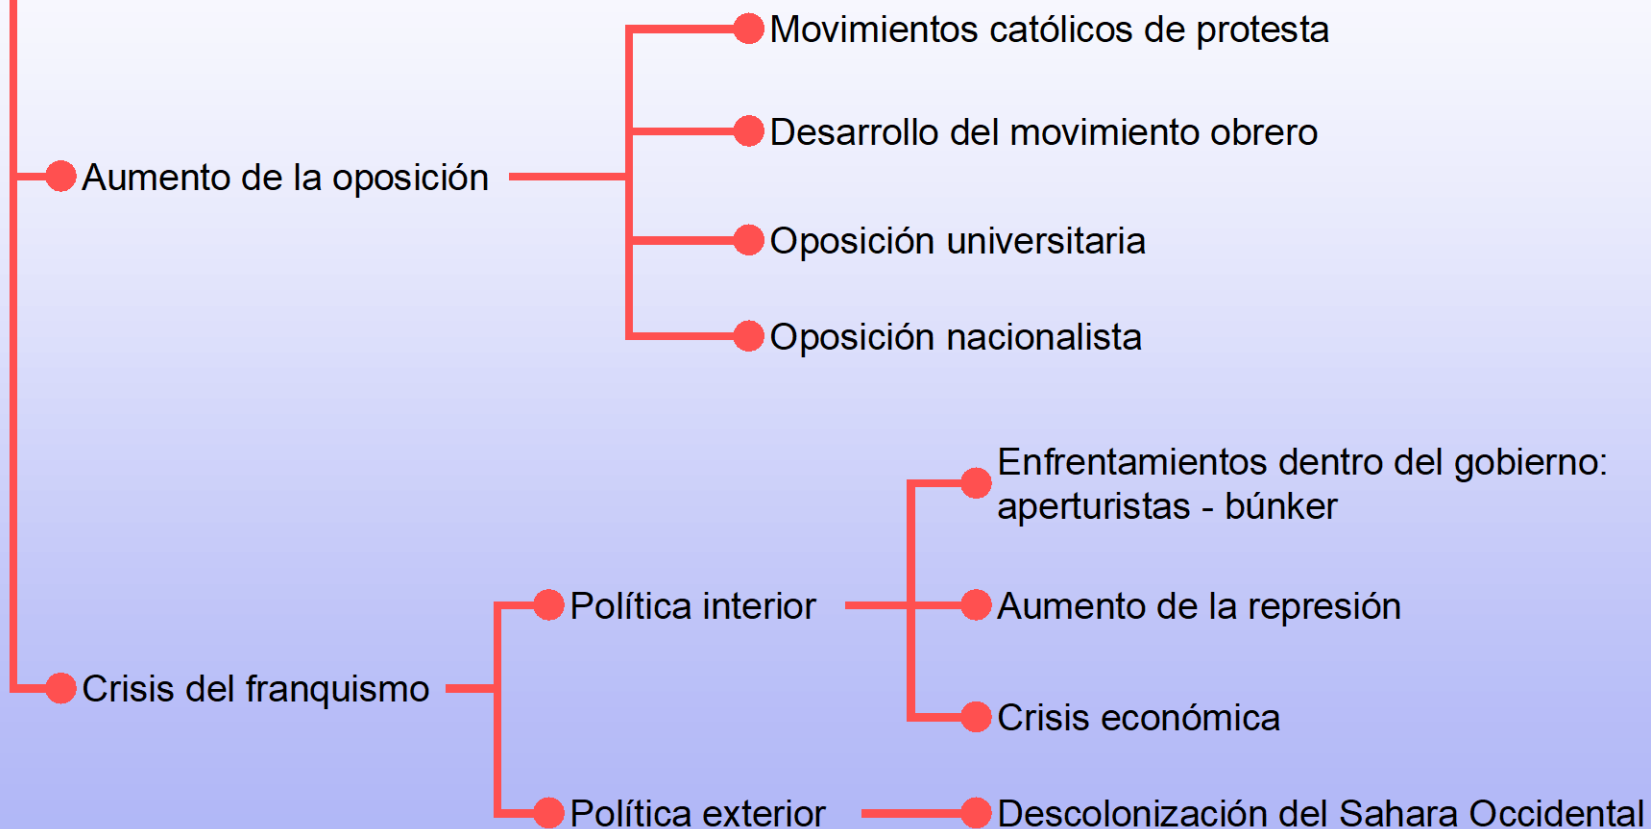 Movimientos católicos de protesta
Desarrollo del movimiento obrero
Aumento de la oposición
Oposición universitaria
Oposición nacionalista
Enfrentamientos dentro del gobierno:
aperturistas - búnker
Política interior
Aumento de la represión
Crisis del franquismo
Crisis económica
Política exterior
Descolonización del Sahara Occidental